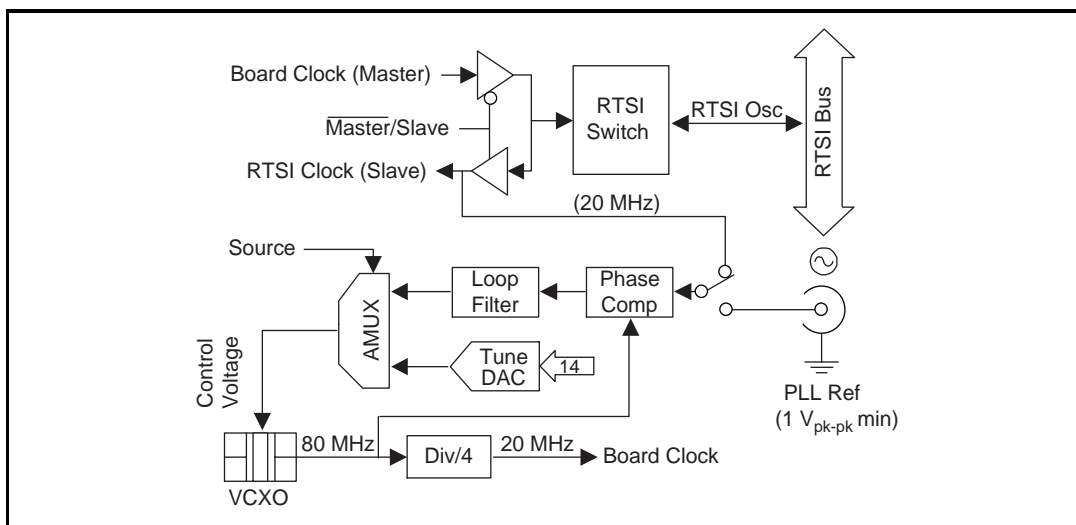 Board Clock (Master)
Master/Slave
RTSI Clock (Slave)
RTSI
Switch
RTSI Osc
RTSI Bus
(20 MHz)
Source
AMUX
Loop
Filter
Phase
Comp
Tune
DAC
14
PLL Ref
(1 Vpk-pk min)
Control
Voltage
80 MHz
Div/4
20 MHz
Board Clock
VCXO